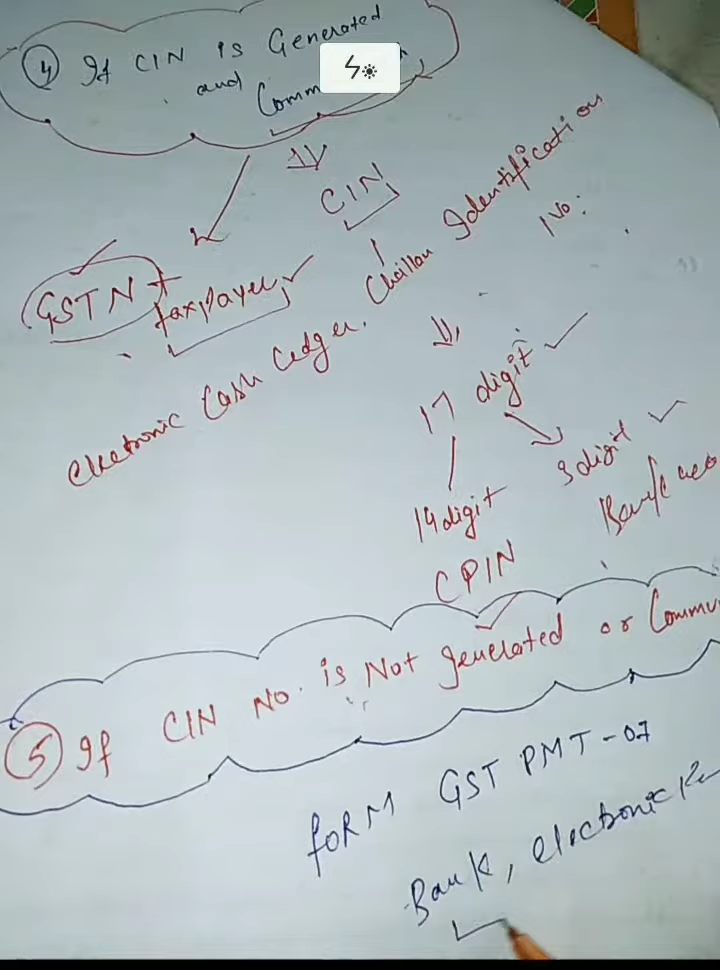 4 If CIN is Generated
and Comm
CIN
Challan Identification
No:
GSTN + taxpayer
Electronic Cash Ledger.
17 digit
14 digit
CPIN
3 digit
Bank
5 If CIN No. is Not generated or Commu
FORM GST PMT-07
Bank, electronic